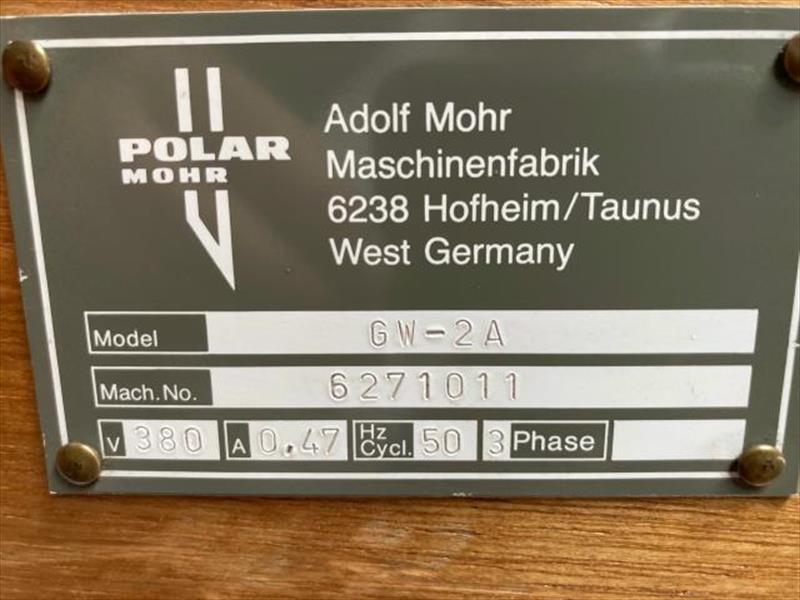 POLAR
MOHR
Adolf Mohr
Maschinenfabrik
6238 Hofheim/Taunus
West Germany
Model GW-2A
Mach.No. 6271011
V 380 A 0,47 Hz Cycl. 50 3 Phase